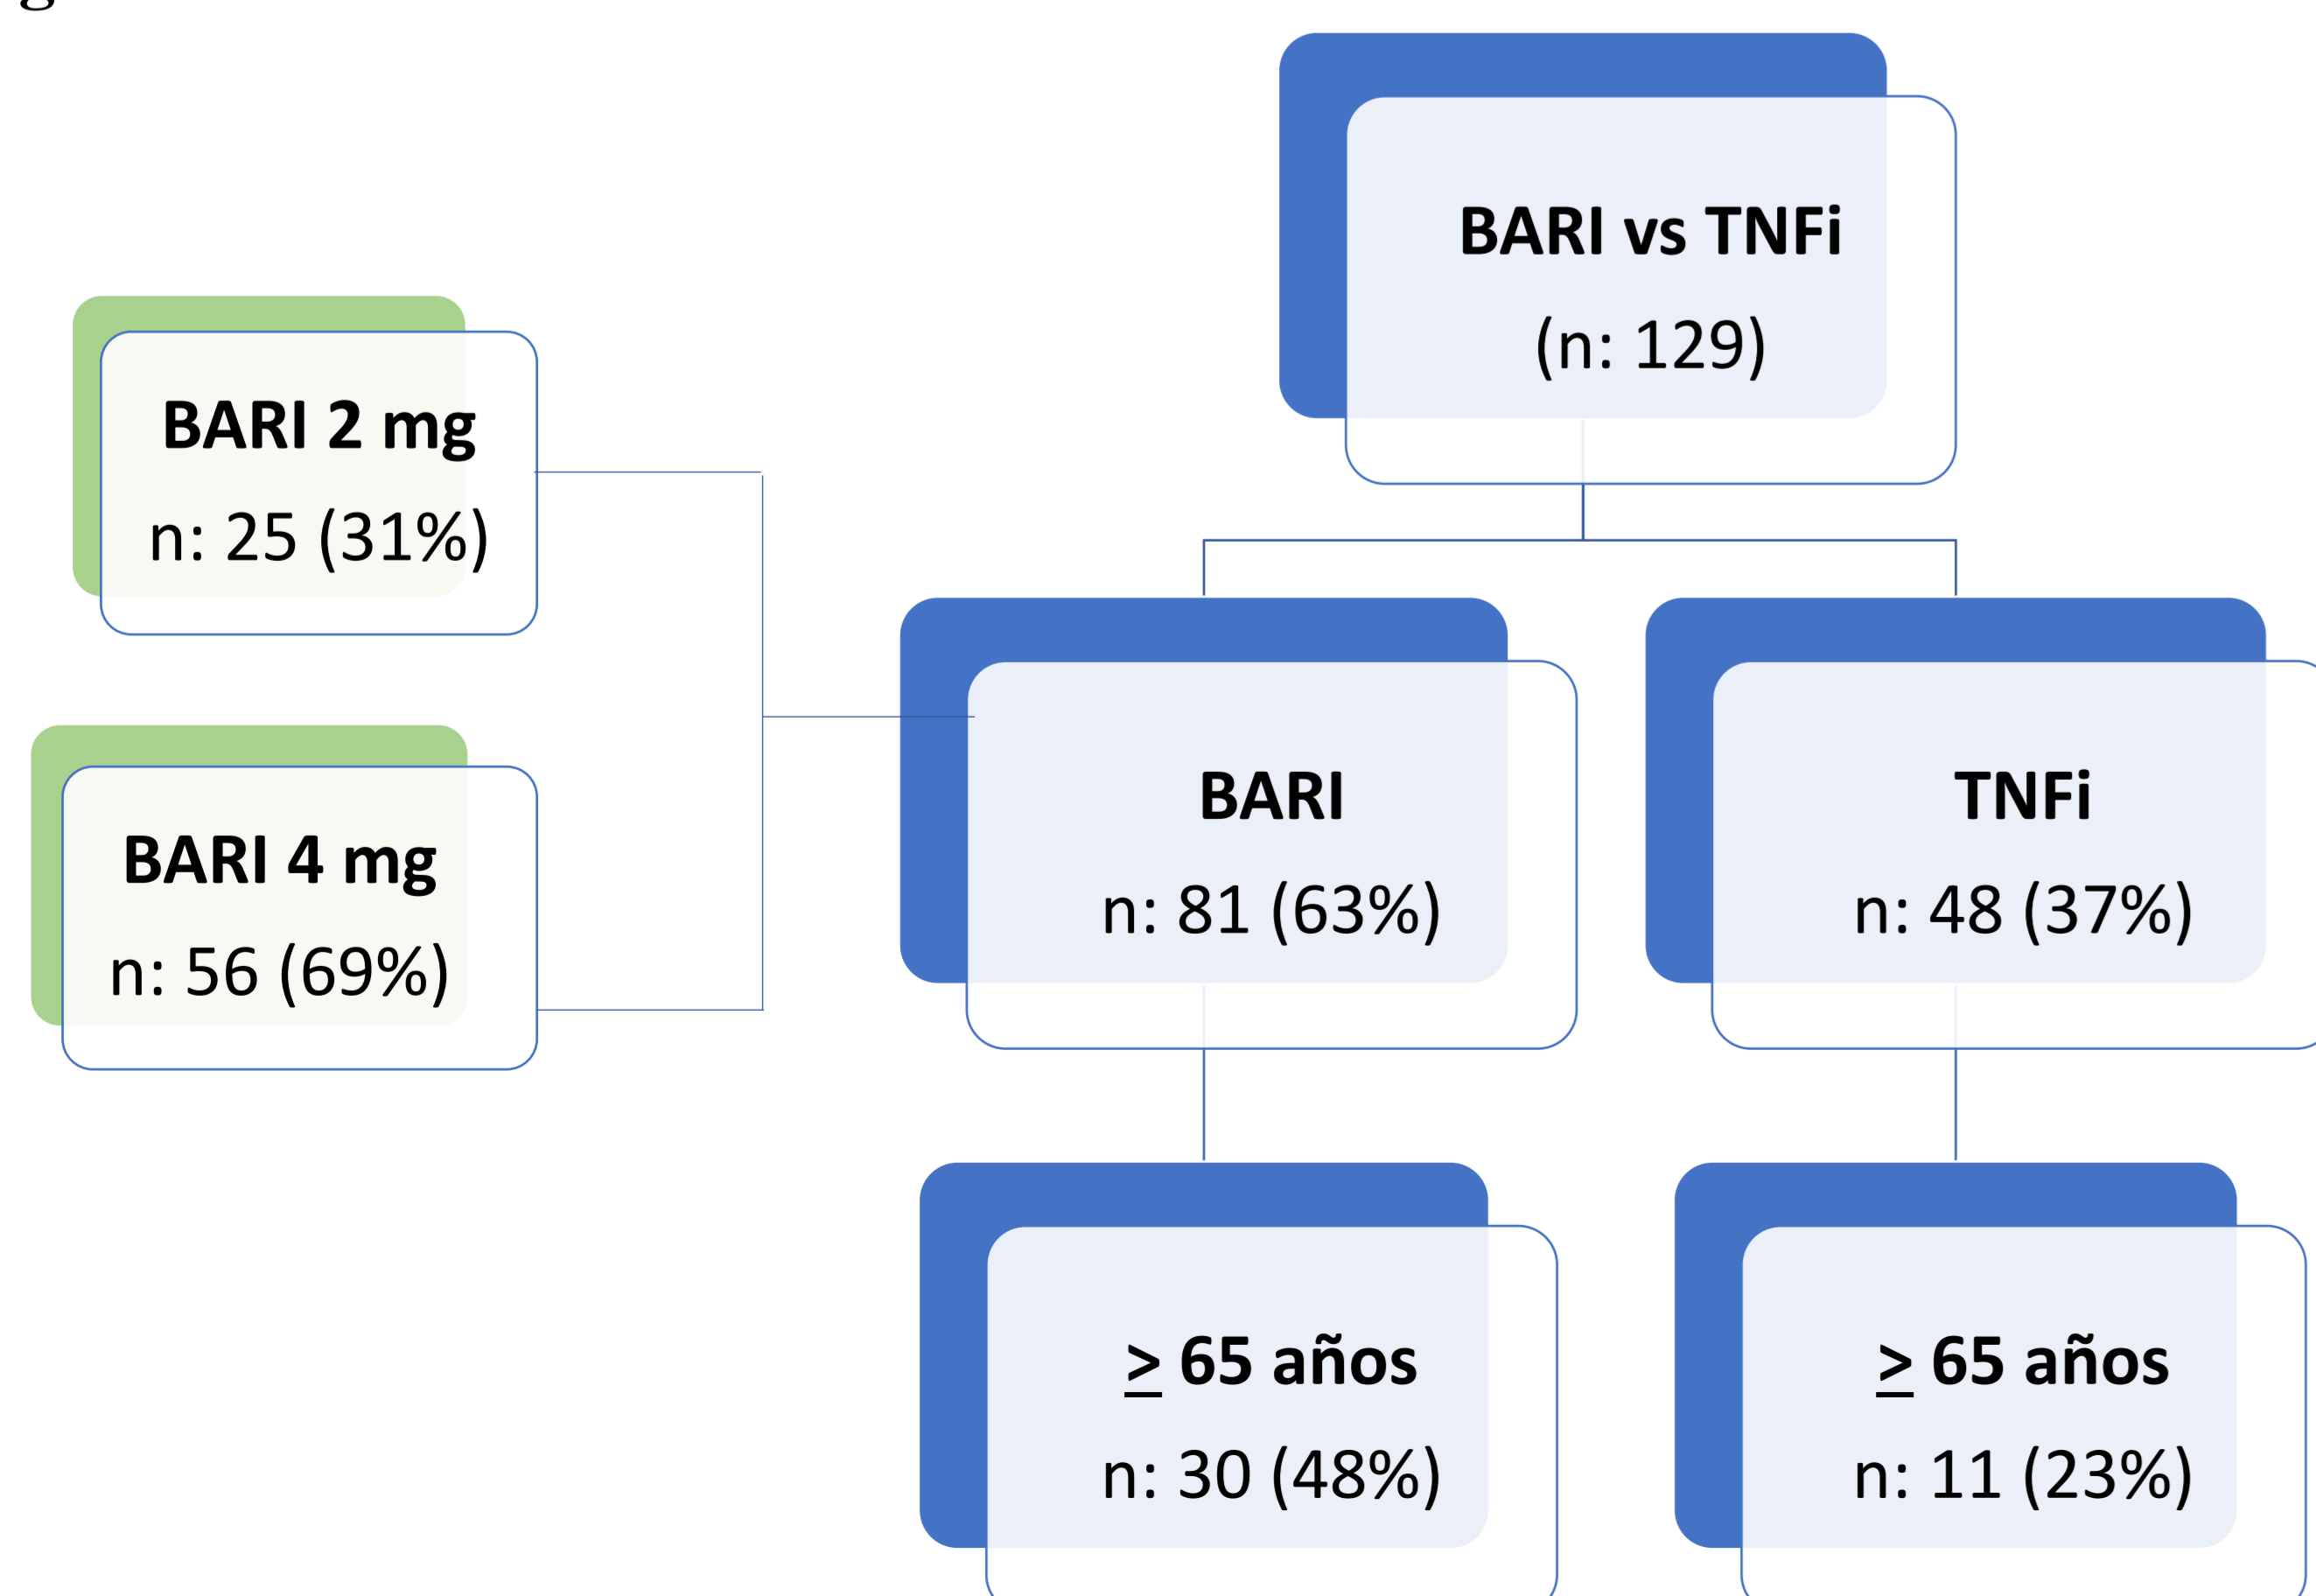 BARI vs TNFi
(n: 129)
BARI 2 mg
n: 25 (31%)
BARI 4 mg
n: 56 (69%)
BARI
n: 81 (63%)
TNFi
n: 48 (37%)
≥ 65 años
n: 30 (48%)
≥ 65 años
n: 11 (23%)